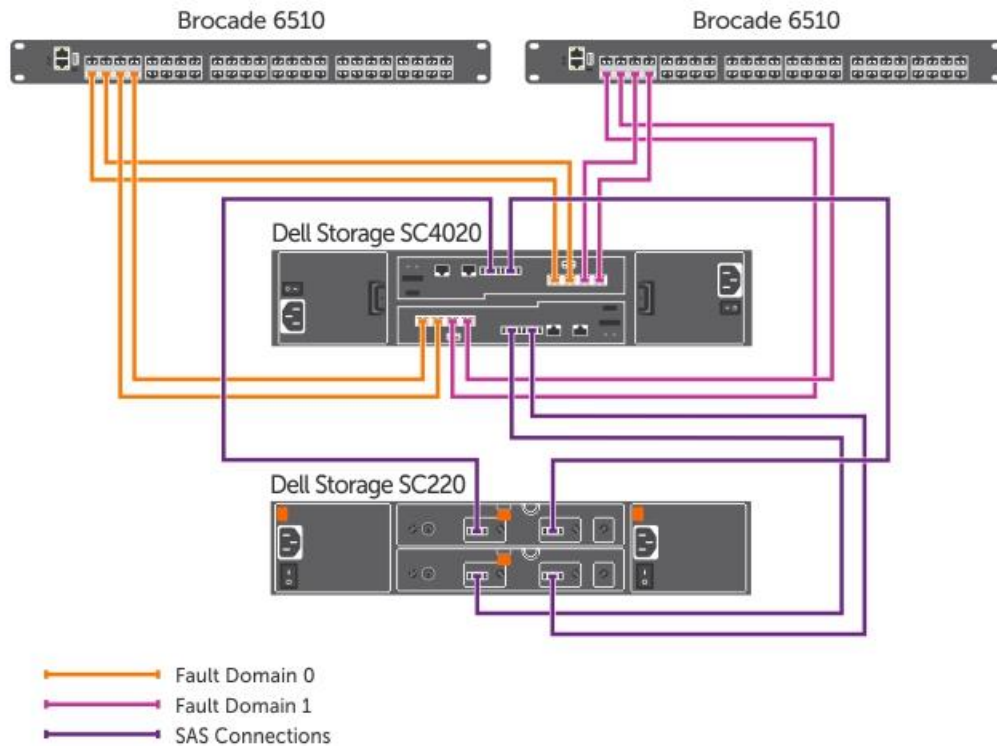 Brocade 6510
Brocade 6510
Dell Storage SC4020
Dell Storage SC220
Fault Domain 0
Fault Domain 1
SAS Connections